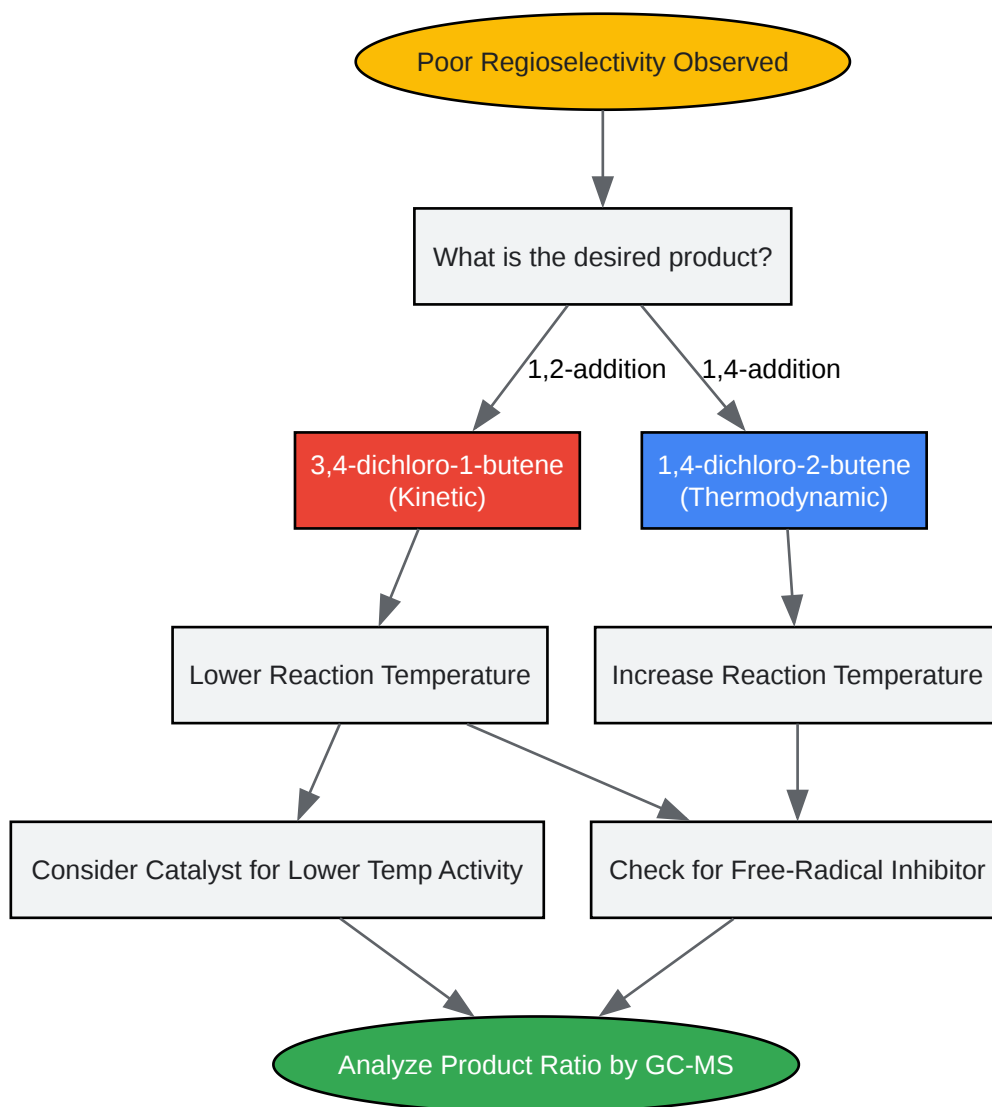 Poor Regioselectivity Observed
What is the desired product?
1,2-addition
1,4-addition
3,4-dichloro-1-butene
(Kinetic)
1,4-dichloro-2-butene
(Thermodynamic)
Lower Reaction Temperature
Increase Reaction Temperature
Consider Catalyst for Lower Temp Activity
Check for Free-Radical Inhibitor
Analyze Product Ratio by GC-MS